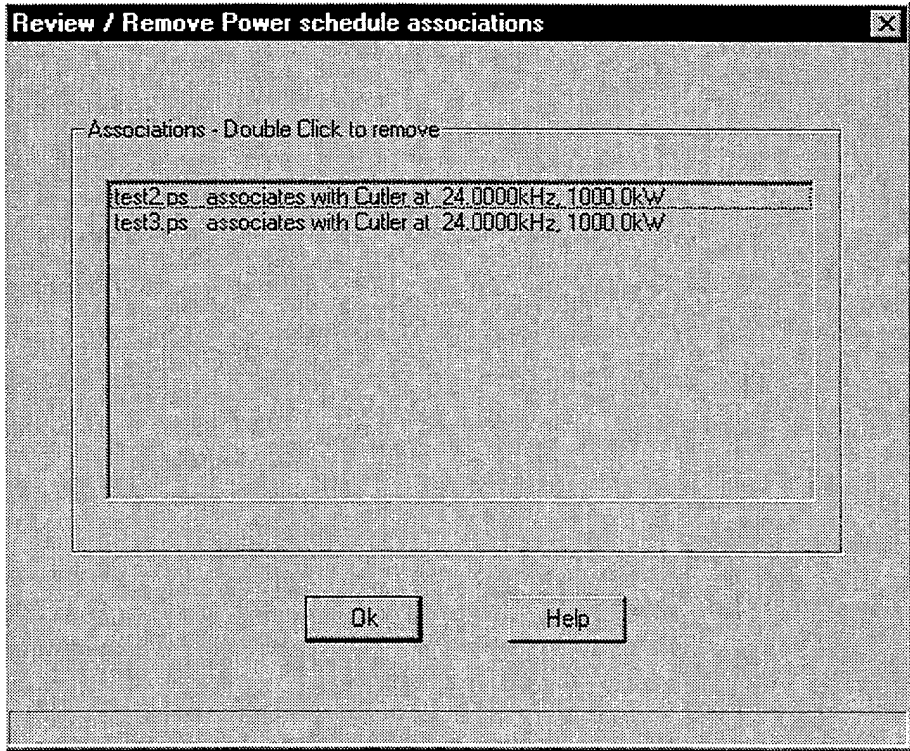 Review / Remove Power schedule associations
Associations - Double Click to remove
test2.ps associates with Cutler at 24.0000kHz, 1000.0kW
test3.ps associates with Cutler at 24.0000kHz, 1000.0kW
Ok
Help